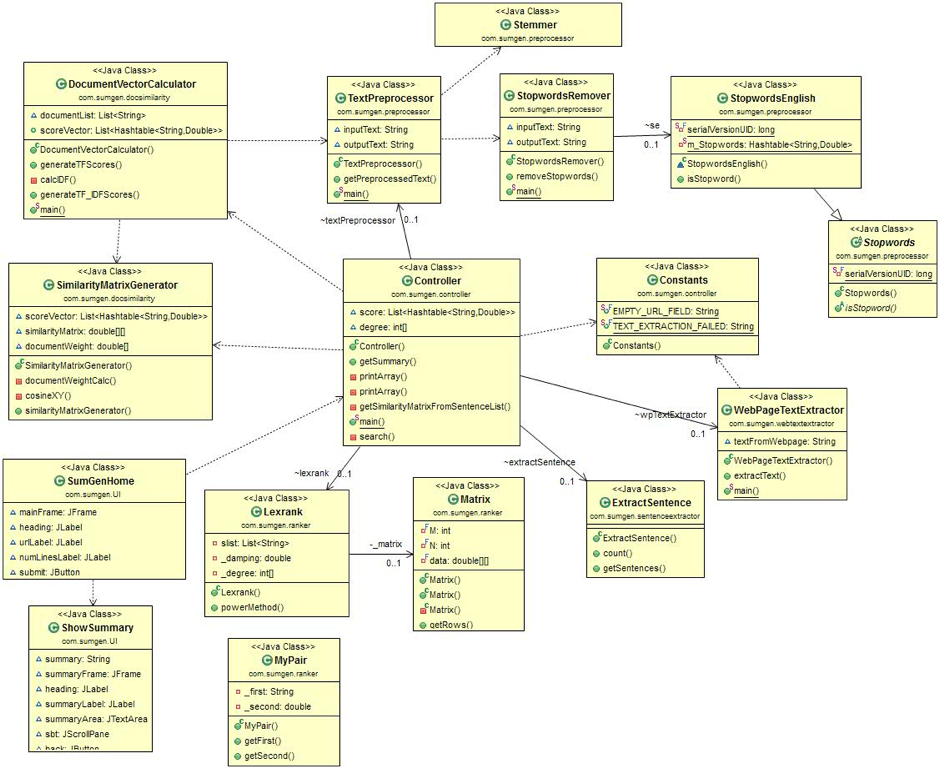 <<Java Class>>
Stemmer
com.sumgen.preprocessor
<<Java Class>>
DocumentVectorCalculator
com.sumgen.docsimilarity
documentList: List<String>
scoreVector: List<Hashtable<String,Double>>
DocumentVectorCalculator()
generateTFScores()
calcIDF()
generateTF_IDFScores()
main()
<<Java Class>>
TextPreprocessor
com.sumgen.preprocessor
inputText: String
outputText: String
TextPreprocessor()
getPreprocessedText()
main()
<<Java Class>>
StopwordsRemover
com.sumgen.preprocessor
inputText: String
outputText: String
StopwordsRemover()
removeStopwords()
main()
~se
0..1
<<Java Class>>
StopwordsEnglish
com.sumgen.preprocessor
serialVersionUID: long
m_Stopwords: Hashtable<String,Double>
StopwordsEnglish()
isStopword()
<<Java Class>>
Stopwords
com.sumgen.preprocessor
serialVersionUID: long
Stopwords()
isStopword()
~textPreprocessor
0..1
<<Java Class>>
SimilarityMatrixGenerator
com.sumgen.docsimilarity
scoreVector: List<Hashtable<String,Double>>
similarityMatrix: double[][]
documentWeight: double[]
SimilarityMatrixGenerator()
documentWeightCalc()
cosineXY()
similarityMatrixGenerator()
<<Java Class>>
Controller
com.sumgen.controller
score: List<Hashtable<String,Double>>
degree: int[]
Controller()
getSummary()
printArray()
printArray()
getSimilarityMatrixFromSentenceList()
main()
search()
<<Java Class>>
Constants
com.sumgen.controller
EMPTY_URL_FIELD: String
TEXT_EXTRACTION_FAILED: String
Constants()
<<Java Class>>
WebPageTextExtractor
com.sumgen.webtextextractor
textFromWebpage: String
WebPageTextExtractor()
extractText()
main()
~wpTextExtractor
0..1
~extractSentence
0..1
~lexrank
0..1
<<Java Class>>
SumGenHome
com.sumgen.UI
mainFrame: JFrame
heading: JLabel
urlLabel: JLabel
numLinesLabel: JLabel
submit: JButton
<<Java Class>>
Lexrank
com.sumgen.ranker
slist: List<String>
_damping: double
_degree: int[]
Lexrank()
powerMethod()
-_matrix
0..1
<<Java Class>>
Matrix
com.sumgen.ranker
M: int
N: int
data: double[][]
Matrix()
Matrix()
Matrix()
getRows()
<<Java Class>>
ExtractSentence
com.sumgen.sentenceextractor
ExtractSentence()
count()
getSentences()
<<Java Class>>
ShowSummary
com.sumgen.UI
summary: String
summaryFrame: JFrame
heading: JLabel
summaryLabel: JLabel
summaryArea: JTextArea
sbt: JScrollPane
back: JButton
<<Java Class>>
MyPair
com.sumgen.ranker
_first: String
_second: double
MyPair()
getFirst()
getSecond()